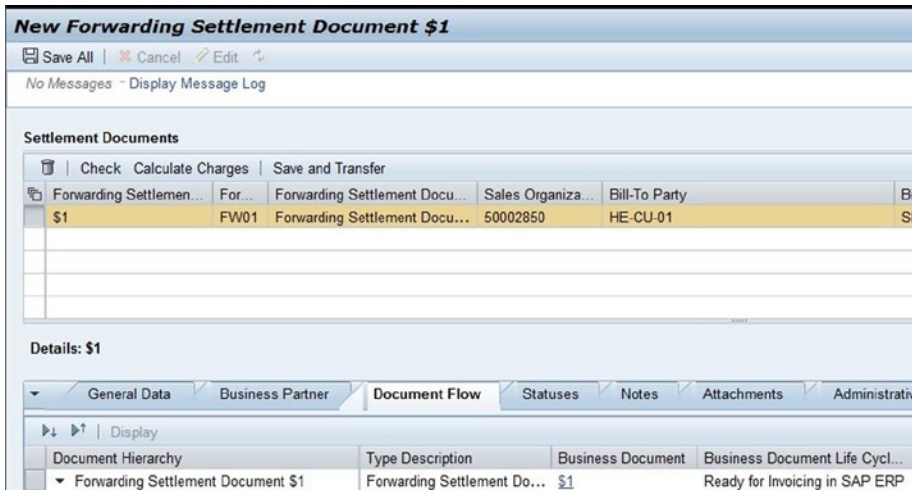 New Forwarding Settlement Document $1
Save All | Cancel Edit
No Messages - Display Message Log
Settlement Documents
| Check Calculate Charges | Save and Transfer
Forwarding Settlemen... For... Forwarding Settlement Docu... Sales Organiza... Bill-To Party B
$1 FW01 Forwarding Settlement Docu... 50002850 HE-CU-01 S
Details: $1
General Data Business Partner Document Flow Statuses Notes Attachments Administrativ
| Display
Document Hierarchy Type Description Business Document Business Document Life Cycl...
Forwarding Settlement Document $1 Forwarding Settlement Do... $1 Ready for Invoicing in SAP ERP